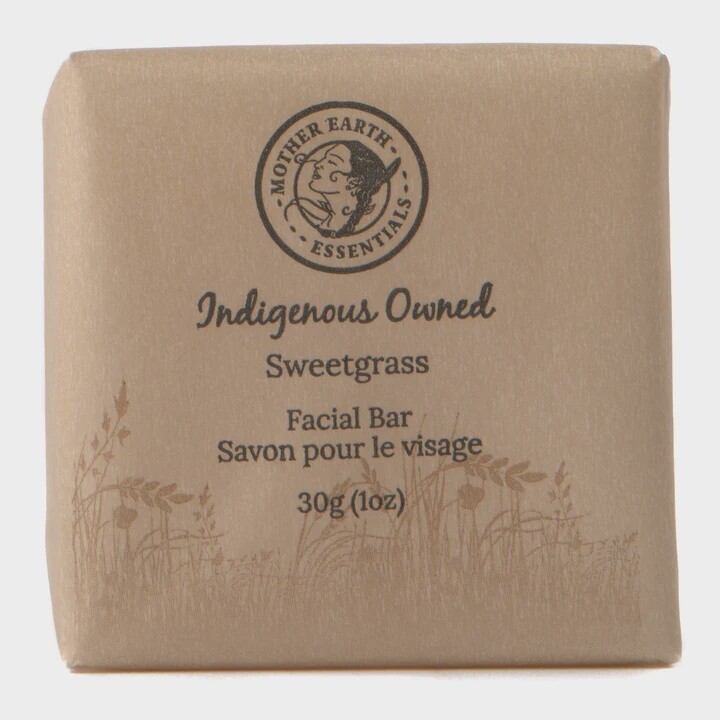 MOTHER EARTH
ESSENTIALS
Indigenous Owned
Sweetgrass
Facial Bar
Savon pour le visage
30g (1oz)